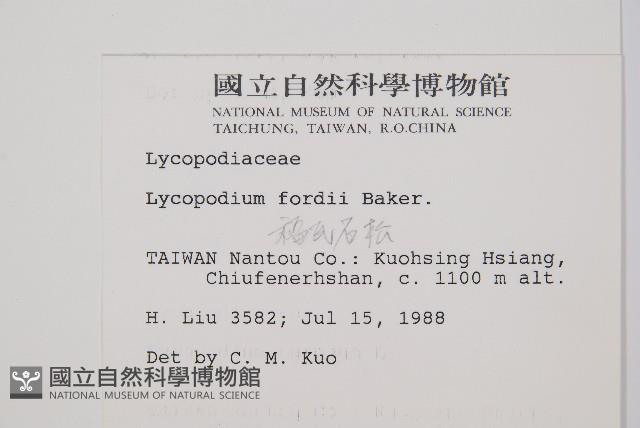 國立自然科學博物館
NATIONAL MUSEUM OF NATURAL SCIENCE
TAICHUNG, TAIWAN, R.O.CHINA
Lycopodiaceae
Lycopodium fordii Baker.
福氏石松
TAIWAN Nantou Co.: Kuohsing Hsiang,
Chiufenerhshan, c. 1100 m alt.
H. Liu 3582; Jul 15, 1988
Det by C. M. Kuo
國立自然科學博物館
NATIONAL MUSEUM OF NATURAL SCIENCE